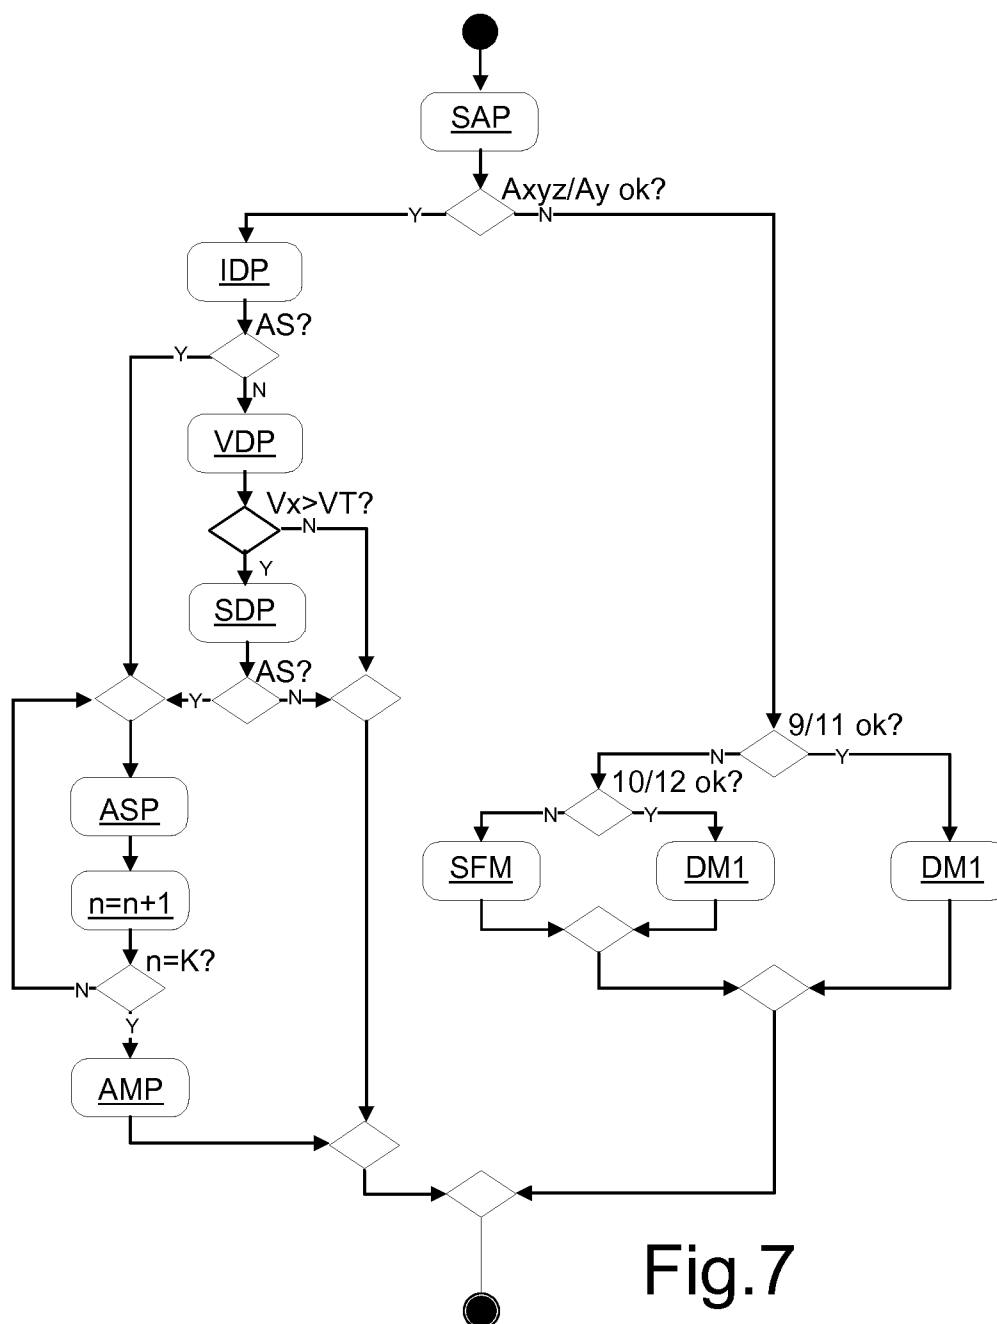 SAP
Axyz/Ay ok?
Y
N
IDP
AS?
Y
N
VDP
Vx>VT?
N
Y
SDP
AS?
Y
N
9/11 ok?
N
Y
10/12 ok?
N
Y
ASP
SFM
DM1
DM1
n=n+1
n=K?
N
Y
AMP
Fig.7